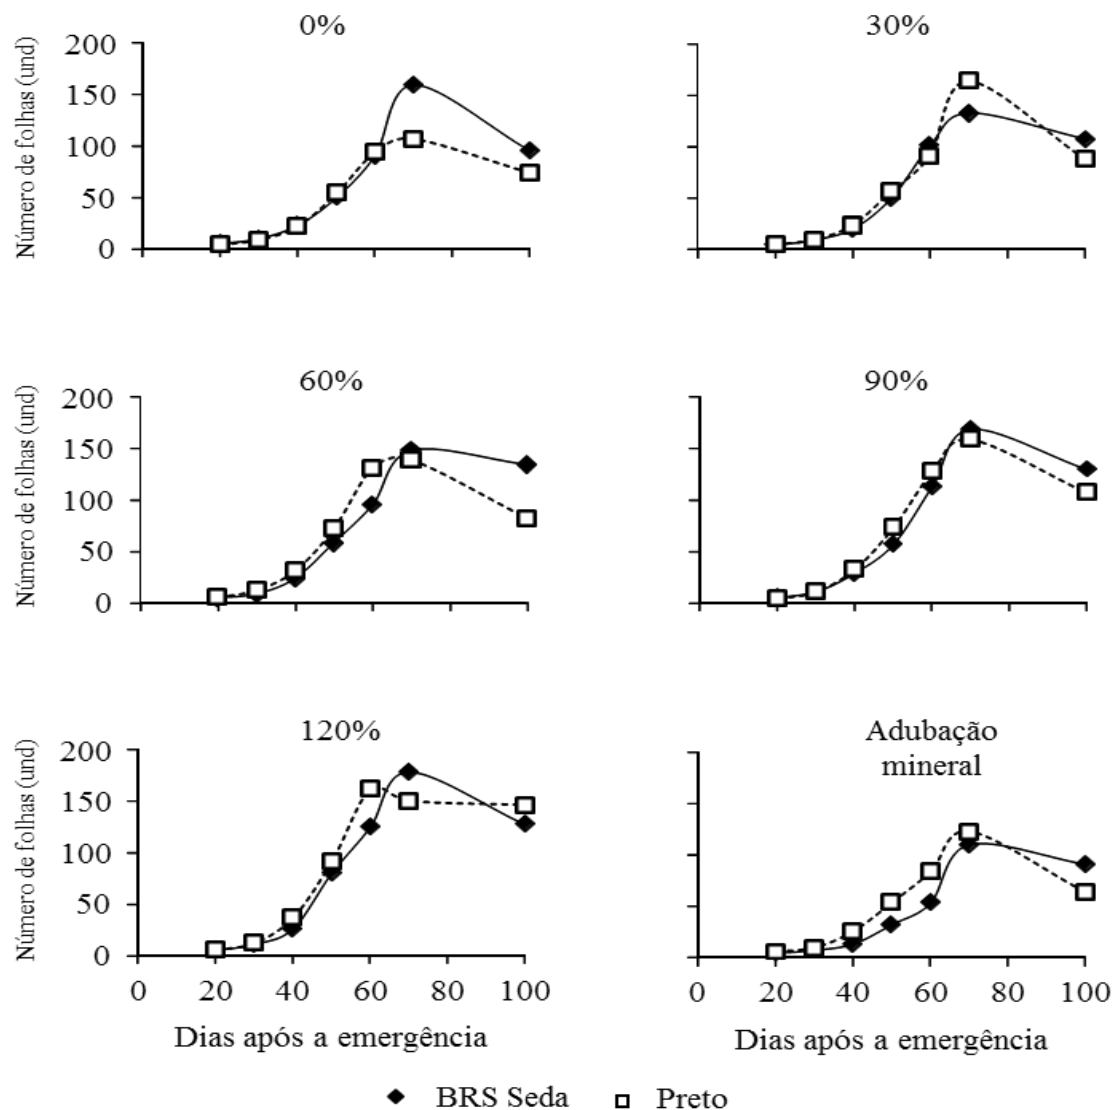 0%
30%
Número de folhas (und)
200
150
100
50
0
60%
90%
Número de folhas (und)
200
150
100
50
0
120%
Adubação
mineral
Número de folhas (und)
200
150
100
50
0
0 20 40 60 80 100
0 20 40 60 80 100
Dias após a emergência
Dias após a emergência
BRS Seda
Preto